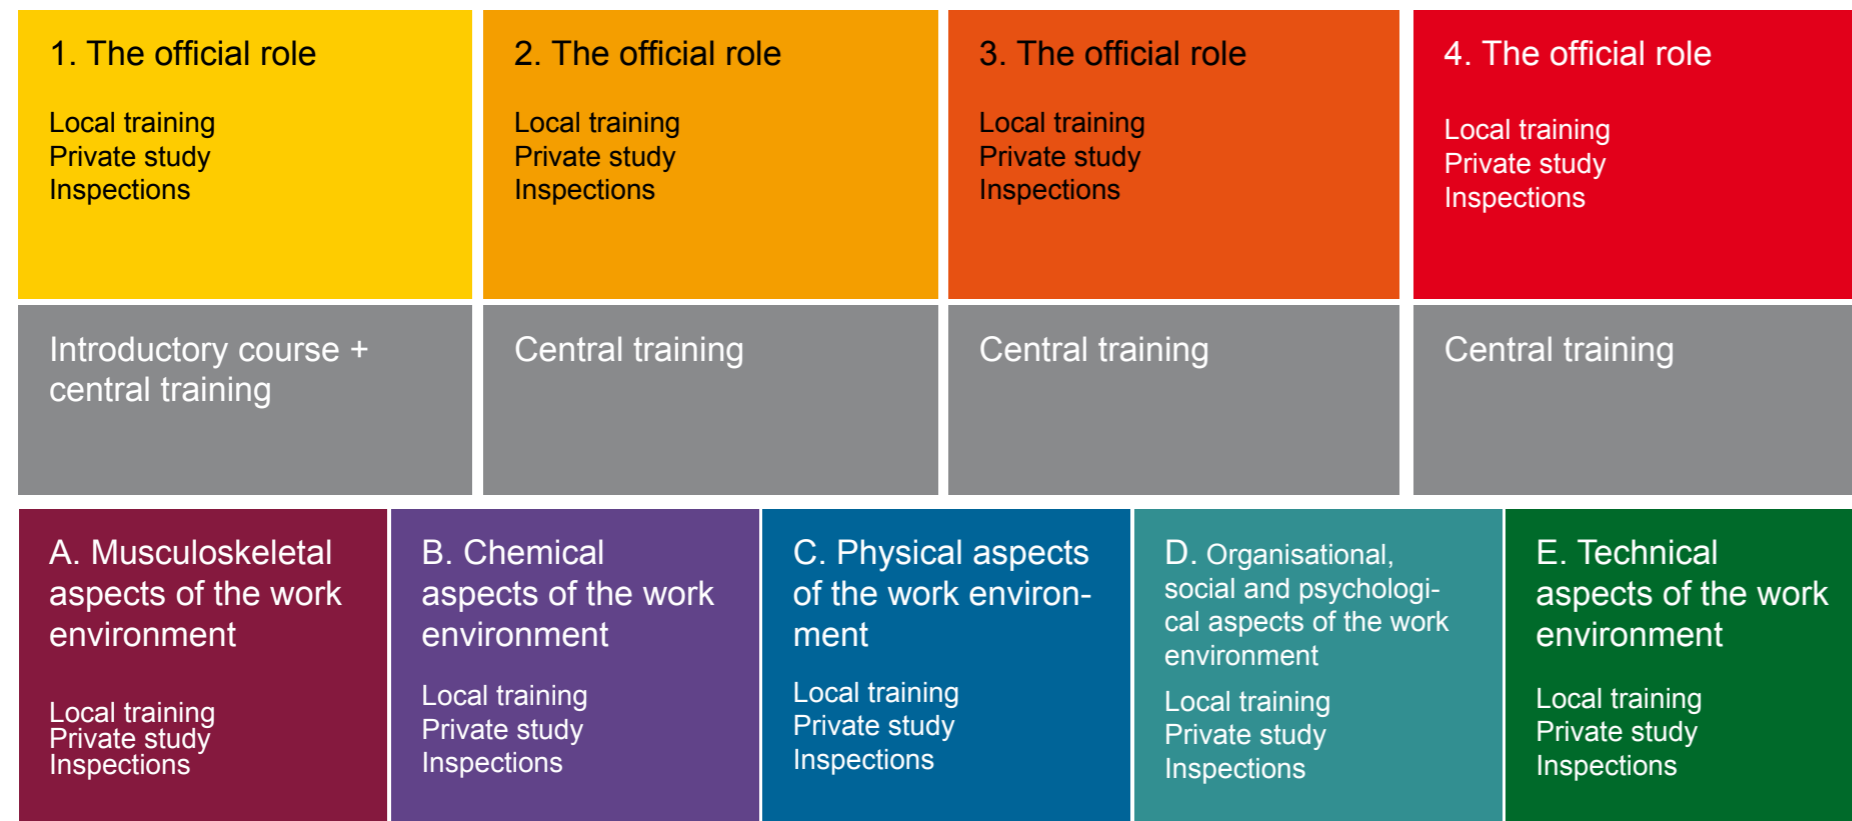 1. The official role
Local training
Private study
Inspections
2. The official role
Local training
Private study
Inspections
3. The official role
Local training
Private study
Inspections
4. The official role
Local training
Private study
Inspections
Introductory course +
central training
Central training
Central training
Central training
A. Musculoskeletal
aspects of the work
environment
Local training
Private study
Inspections
B. Chemical
aspects of the work
environment
Local training
Private study
Inspections
C. Physical aspects
of the work environ-
ment
Local training
Private study
Inspections
D. Organisational,
social and psychologi-
cal aspects of the work
environment
Local training
Private study
Inspections
E. Technical
aspects of the work
environment
Local training
Private study
Inspections